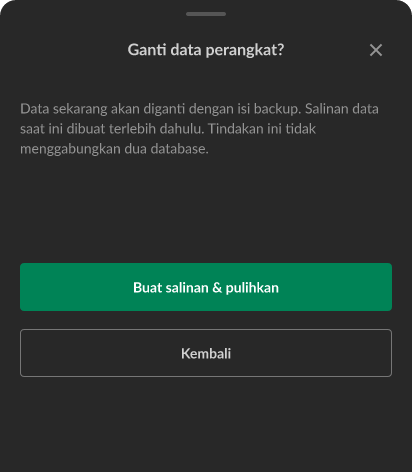 Ganti data perangkat?
Data sekarang akan diganti dengan isi backup. Salinan data
saat ini dibuat terlebih dahulu. Tindakan ini tidak
menggabungkan dua database.
Buat salinan & pulihkan
Kembali